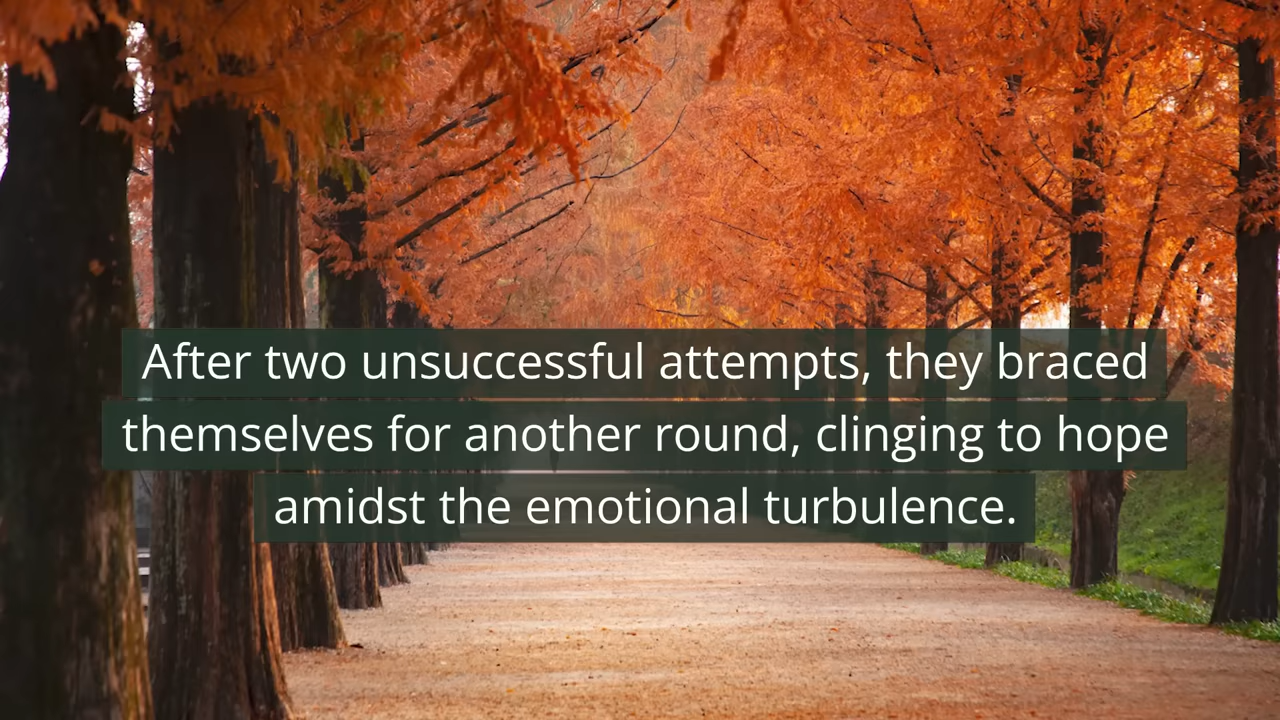 After two unsuccessful attempts, they braced
themselves for another round, clinging to hope
amidst the emotional turbulence.